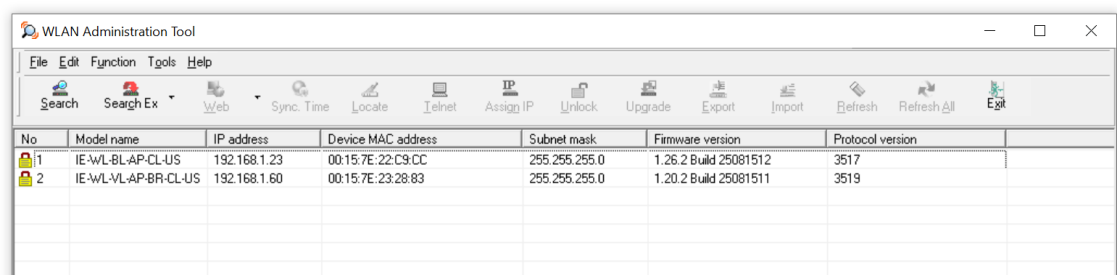 WLAN Administration Tool
File Edit Function Tools Help
Search Search Ex Web Sync. Time Locate Telnet Assign IP Unlock Upgrade Export Import Refresh Refresh All Exit
No Model name IP address Device MAC address Subnet mask Firmware version Protocol version
1 IE-WL-BL-AP-CL-US 192.168.1.23 00:15:7E:22:C9:CC 255.255.255.0 1.26.2 Build 25081512 3517
2 IE-WL-VL-AP-BR-CL-US 192.168.1.60 00:15:7E:23:28:83 255.255.255.0 1.20.2 Build 25081511 3519